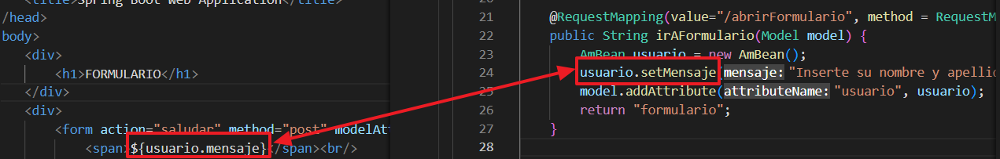 <title>Spring Boot Web Application</title>
/head>
body>
<div>
<h1>FORMULARIO</h1>
</div>
<div>
<form action="saludar" method="post" modelAt
<span>${usuario.mensaje}</span><br/>
20
21 @RequestMapping(value="/abrirFormulario", method = RequestM
22 public String irAFormulario(Model model) {
23 AmBean usuario = new AmBean();
24 usuario.setMensaje(mensaje:"Inserte su nombre y apellic
25 model.addAttribute(attributeName:"usuario", usuario);
26 return "formulario";
27 }
28